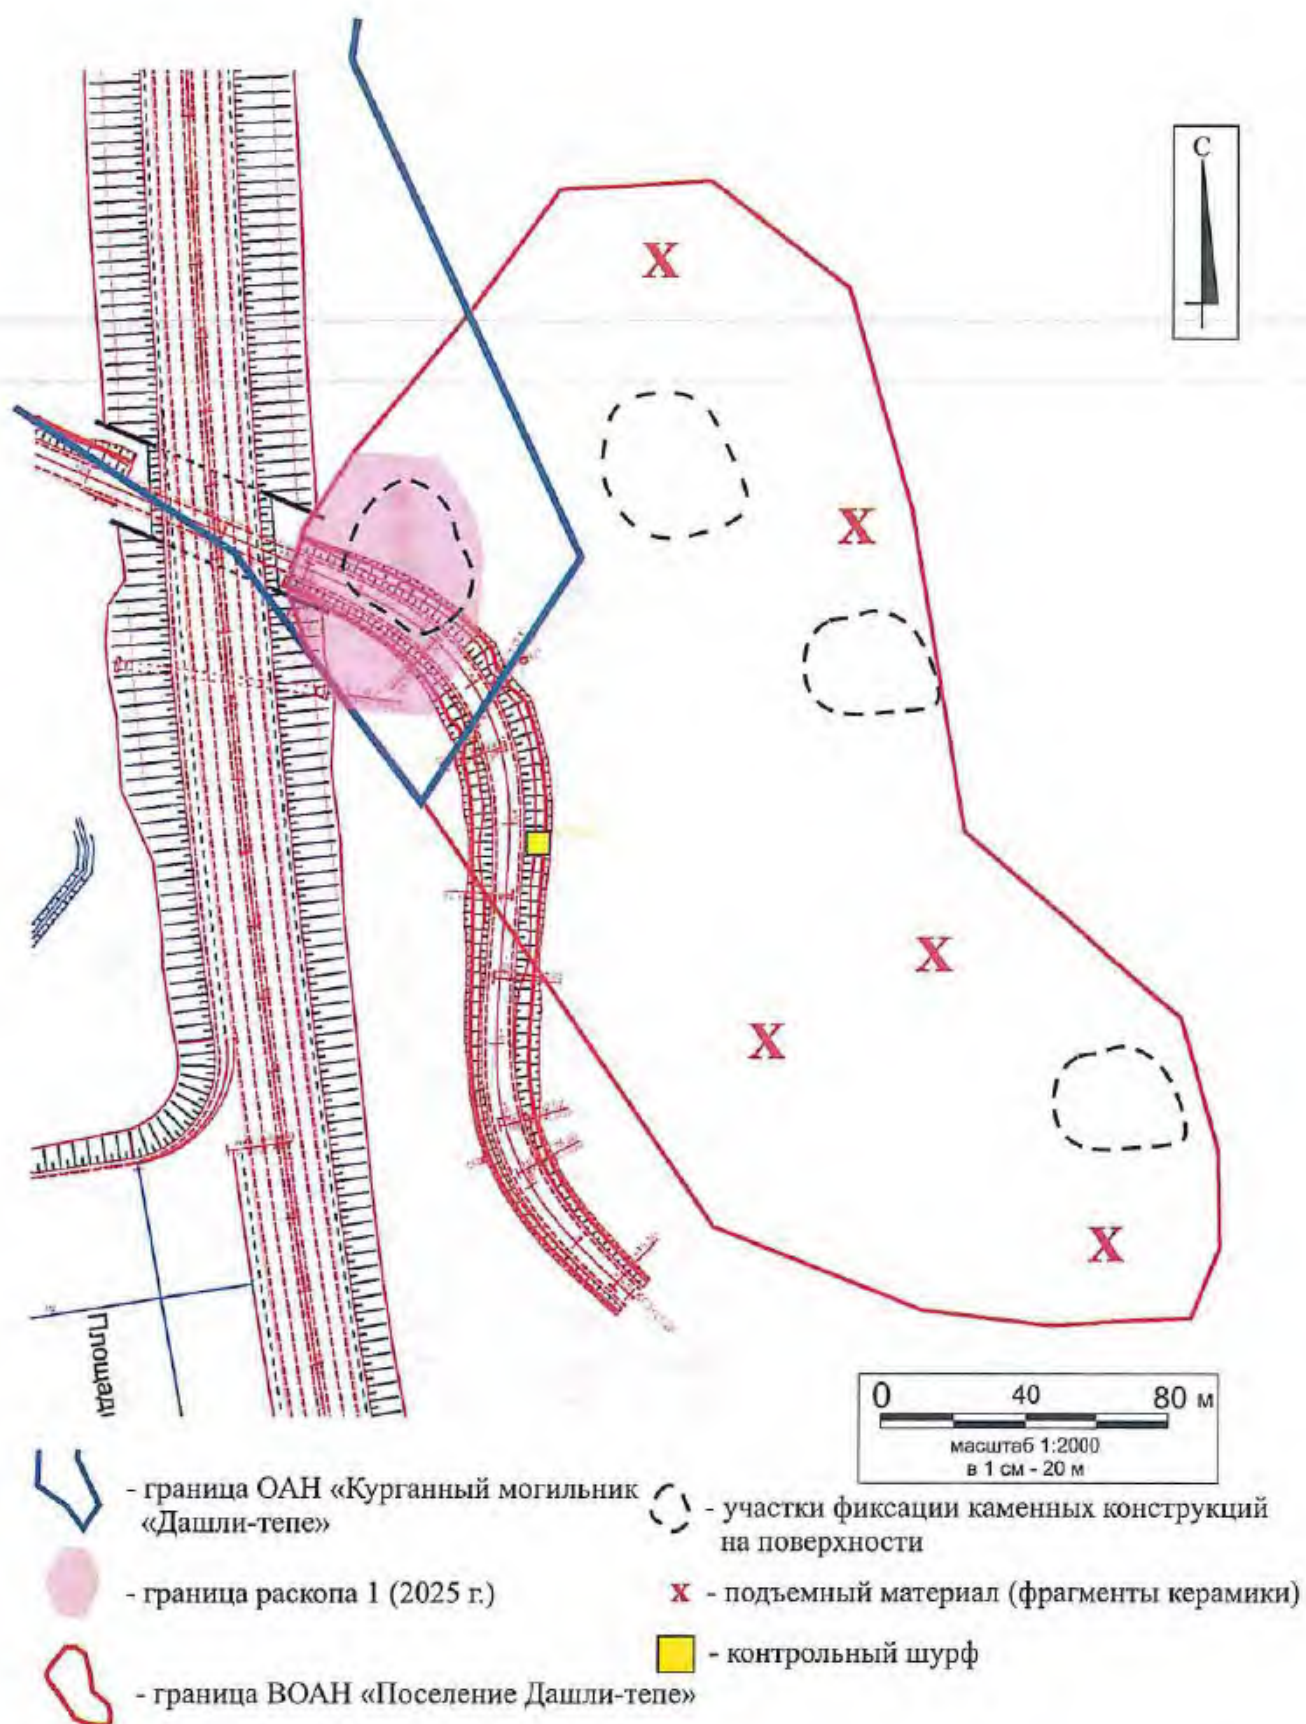 С
X
X
X
X
X
Площадь
0 40 80 м
масштаб 1:2000
в 1 см - 20 м
- граница ОАН «Курганный могильник
«Дашли-тепе»
- участки фиксации каменных конструкций
на поверхности
- граница раскопа 1 (2025 г.)
X - подъемный материал (фрагменты керамики)
- контрольный шурф
- граница ВОАН «Поселение Дашли-тепе»